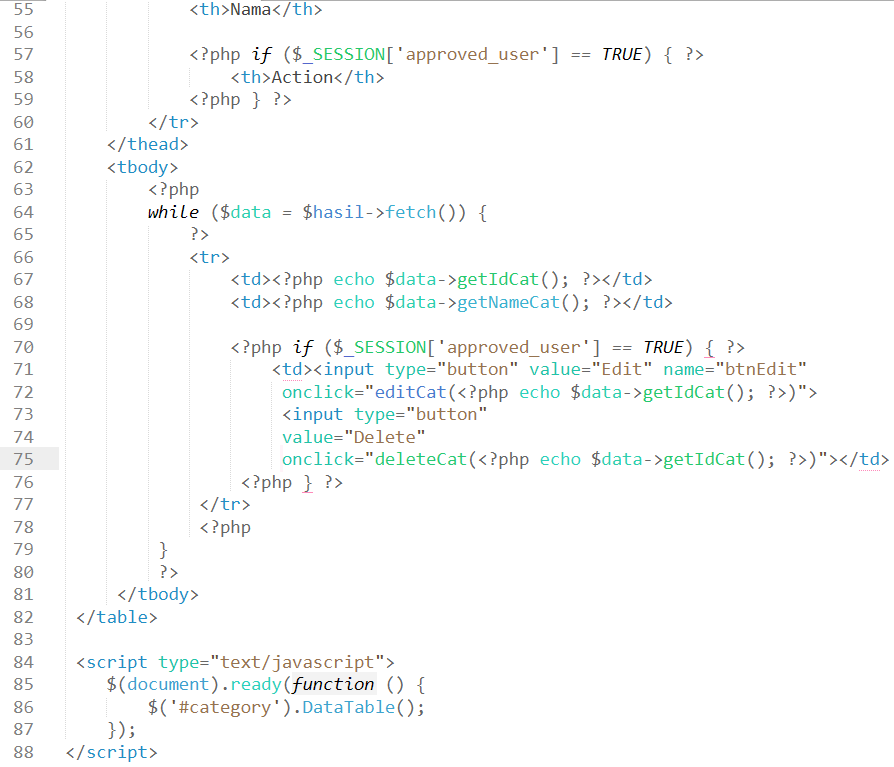 55 <th>Nama</th>
56
57 <?php if ($_SESSION['approved_user'] == TRUE) { ?>
58 <th>Action</th>
59 <?php } ?>
60 </tr>
61 </thead>
62 <tbody>
63 <?php
64 while ($data = $hasil->fetch()) {
65 ?>
66 <tr>
67 <td><?php echo $data->getIdCat(); ?></td>
68 <td><?php echo $data->getNameCat(); ?></td>
69
70 <?php if ($_SESSION['approved_user'] == TRUE) { ?>
71 <td><input type="button" value="Edit" name="btnEdit"
72 onclick="editCat(<?php echo $data->getIdCat(); ?>)">
73 <input type="button"
74 value="Delete"
75 onclick="deleteCat(<?php echo $data->getIdCat(); ?>)"></td>
76 <?php } ?>
77 </tr>
78 <?php
79 }
80 ?>
81 </tbody>
82 </table>
83
84 <script type="text/javascript">
85 $(document).ready(function () {
86 $('#category').DataTable();
87 });
88 </script>